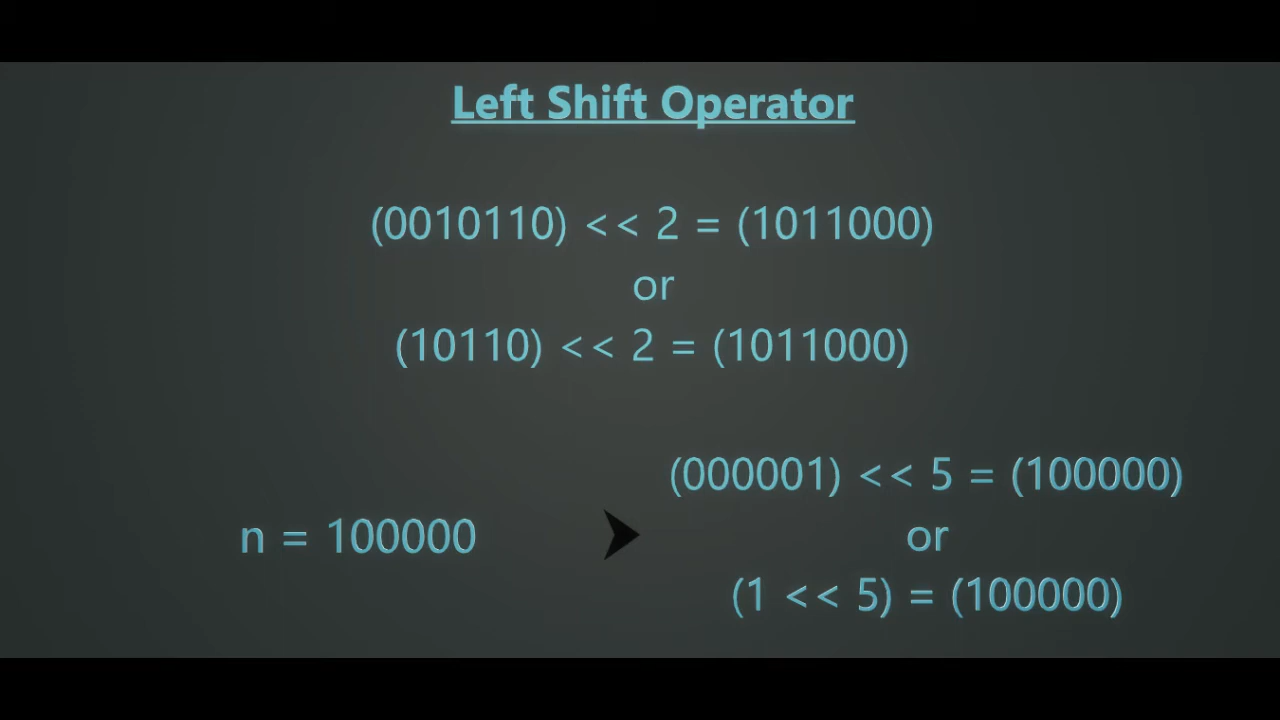 Left Shift Operator
(0010110) << 2 = (1011000)
or
(10110) << 2 = (1011000)
n = 100000
(000001) << 5 = (100000)
or
(1 << 5) = (100000)